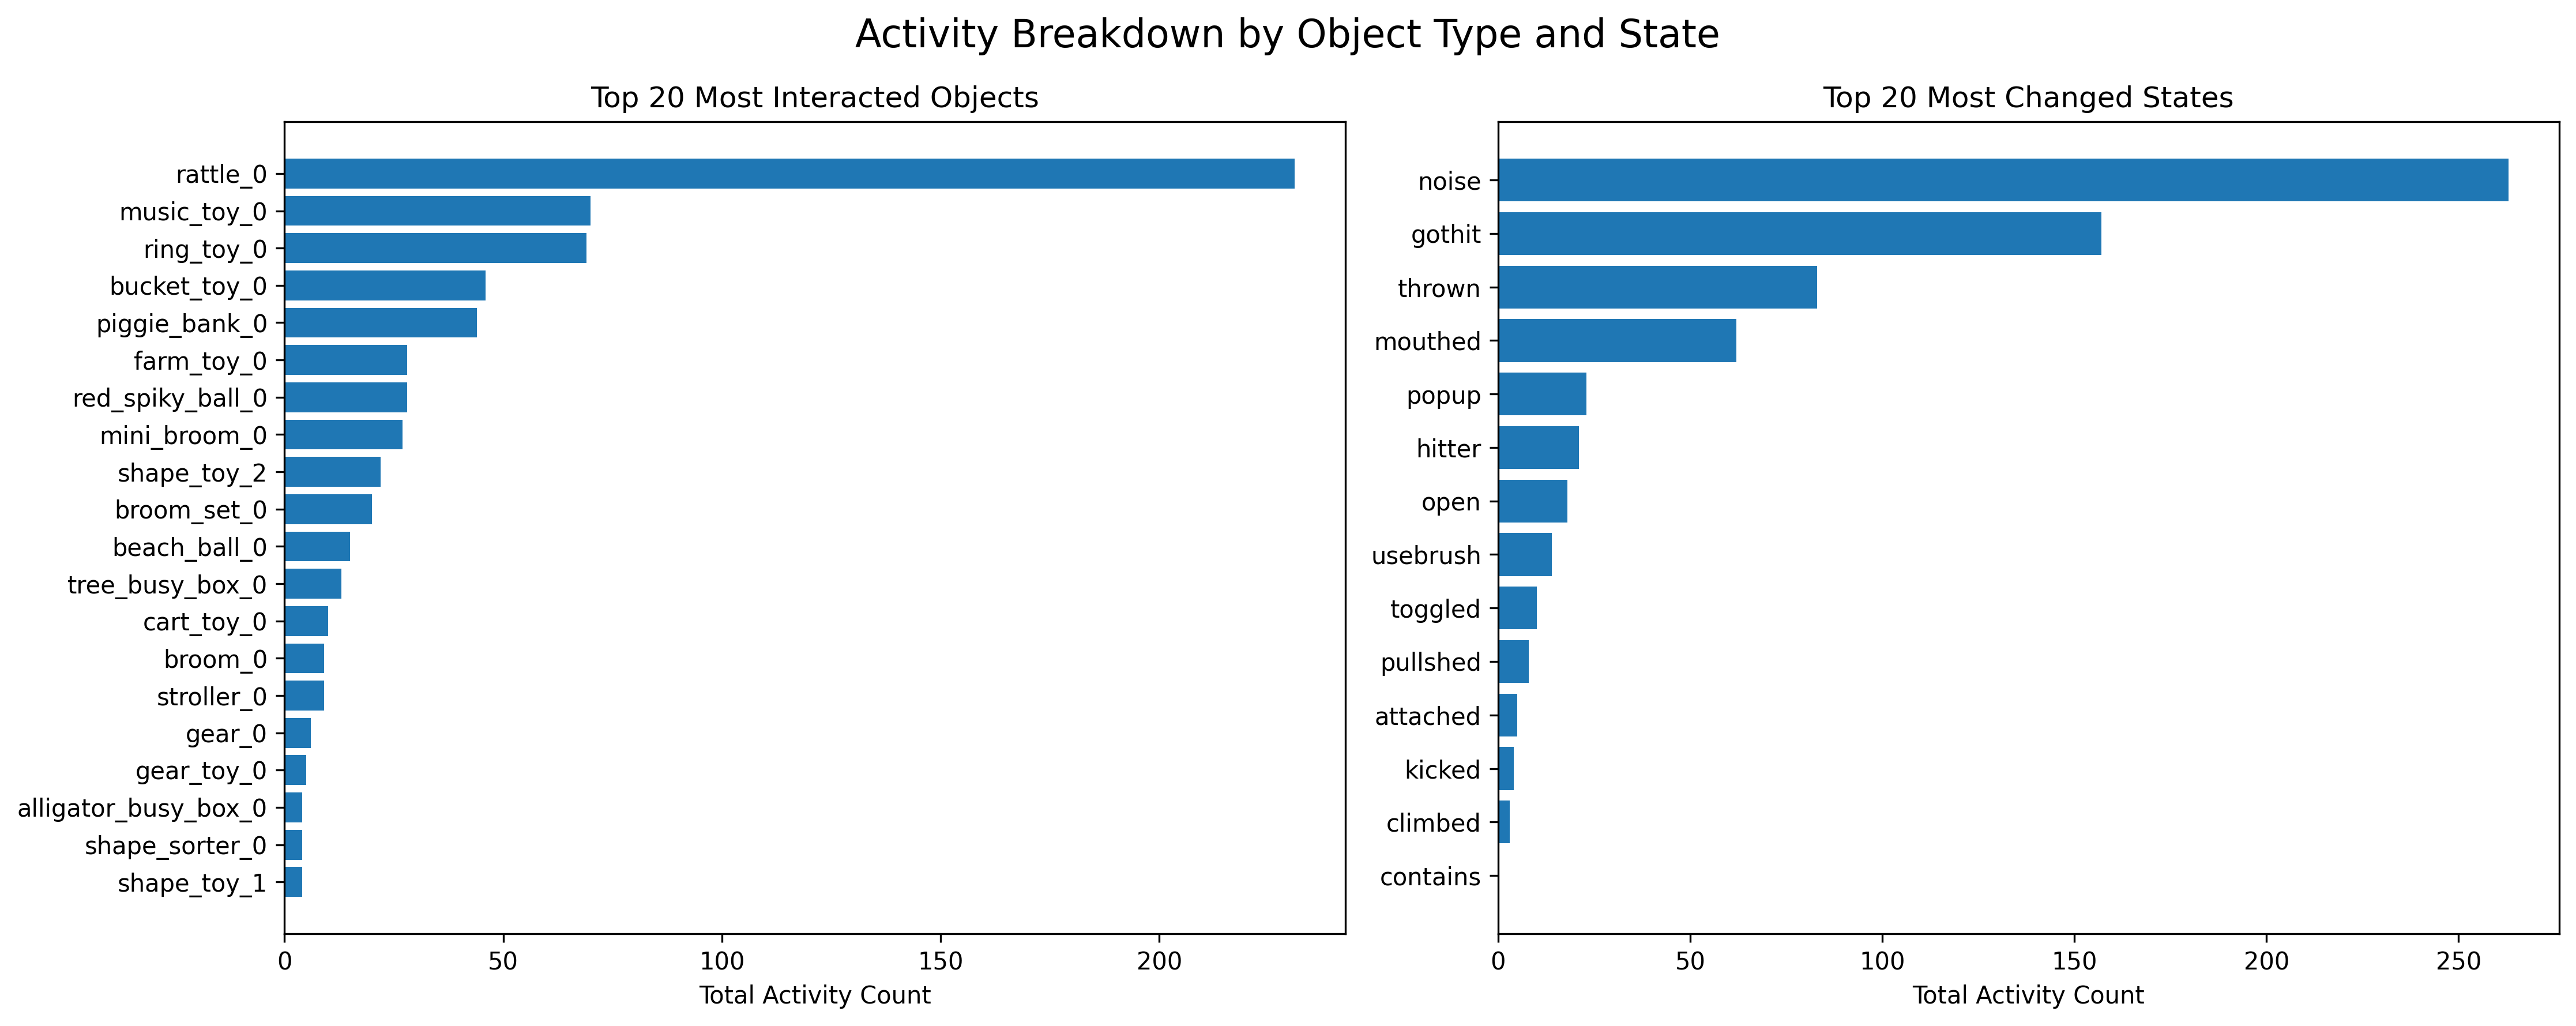 Activity Breakdown by Object Type and State
Top 20 Most Interacted Objects
rattle_0
music_toy_0
ring_toy_0
bucket_toy_0
piggie_bank_0
farm_toy_0
red_spiky_ball_0
mini_broom_0
shape_toy_2
broom_set_0
beach_ball_0
tree_busy_box_0
cart_toy_0
broom_0
stroller_0
gear_0
gear_toy_0
alligator_busy_box_0
shape_sorter_0
shape_toy_1
0 50 100 150 200
Total Activity Count
Top 20 Most Changed States
noise
gothit
thrown
mouthed
popup
hitter
open
usebrush
toggled
pullshed
attached
kicked
climbed
contains
0 50 100 150 200 250
Total Activity Count